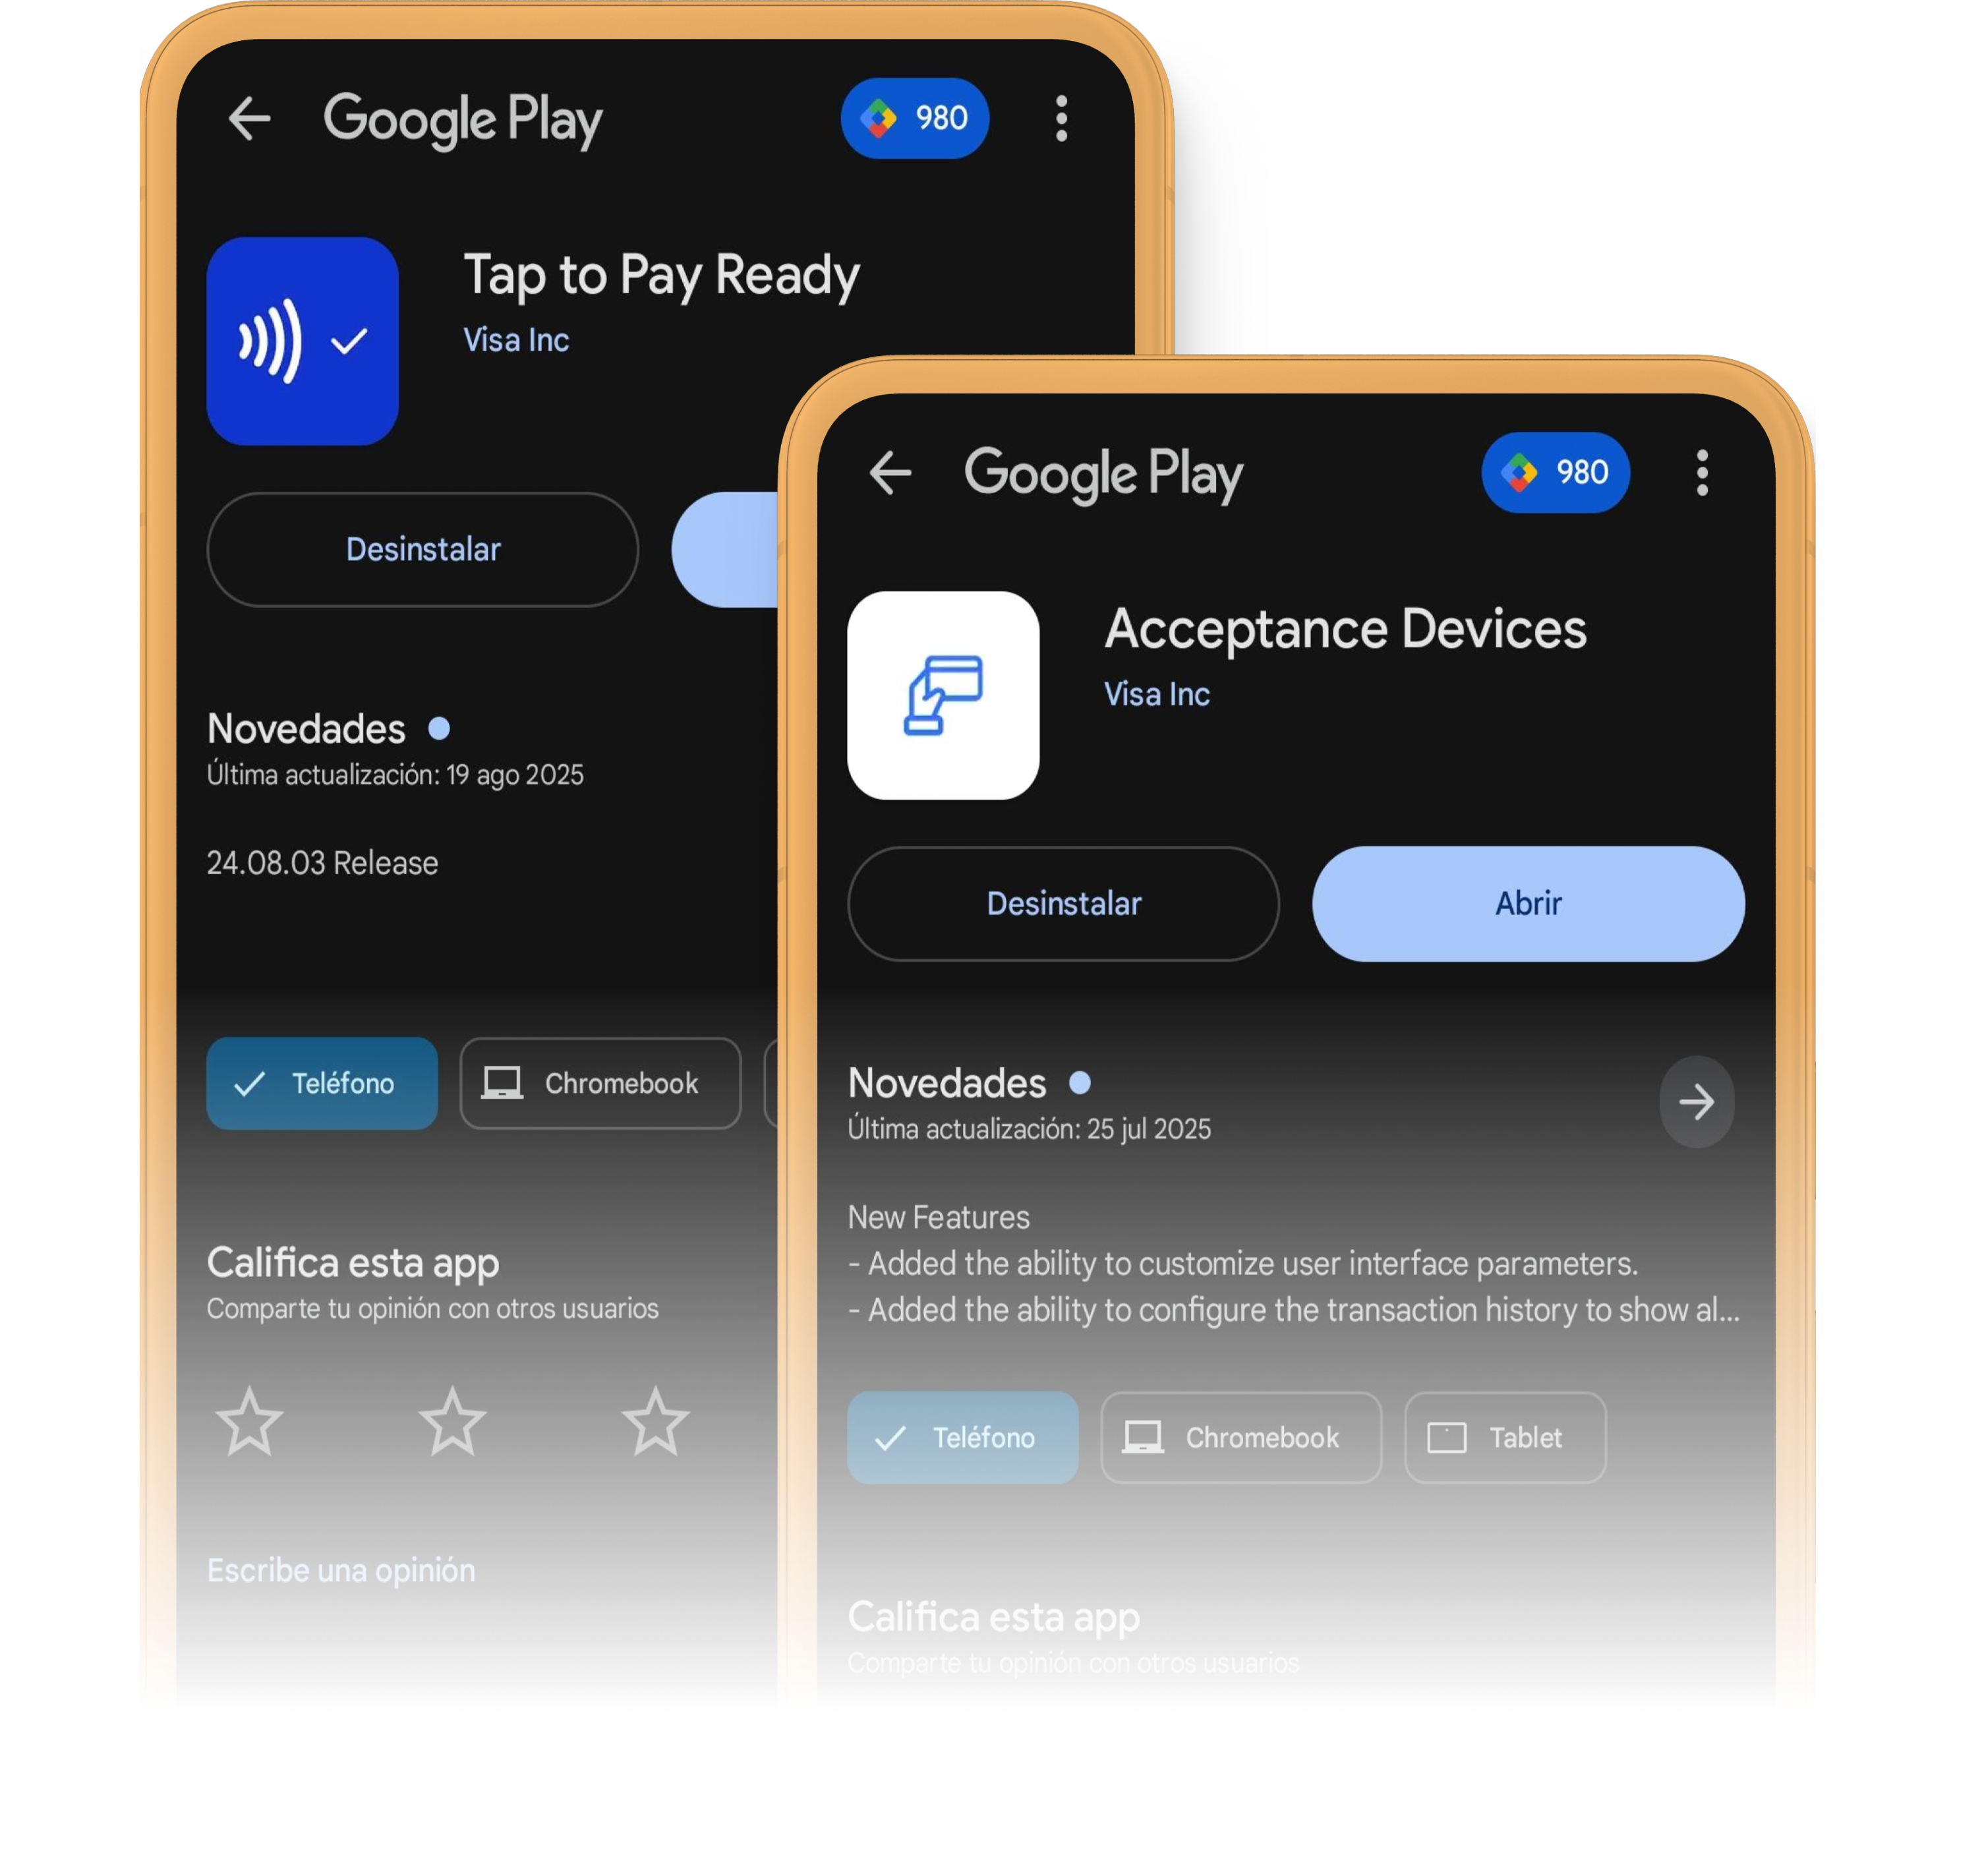 Google Play
980
Tap to Pay Ready
Visa Inc
Desinstalar
Novedades
Última actualización: 19 ago 2025
24.08.03 Release
Teléfono
Chromebook
Califica esta app
Comparte tu opinión con otros usuarios
Escribe una opinión
Google Play
980
Acceptance Devices
Visa Inc
Desinstalar
Abrir
Novedades
Última actualización: 25 jul 2025
New Features
- Added the ability to customize user interface parameters.
- Added the ability to configure the transaction history to show al...
Teléfono
Chromebook
Tablet
Califica esta app
Comparte tu opinión con otros usuarios